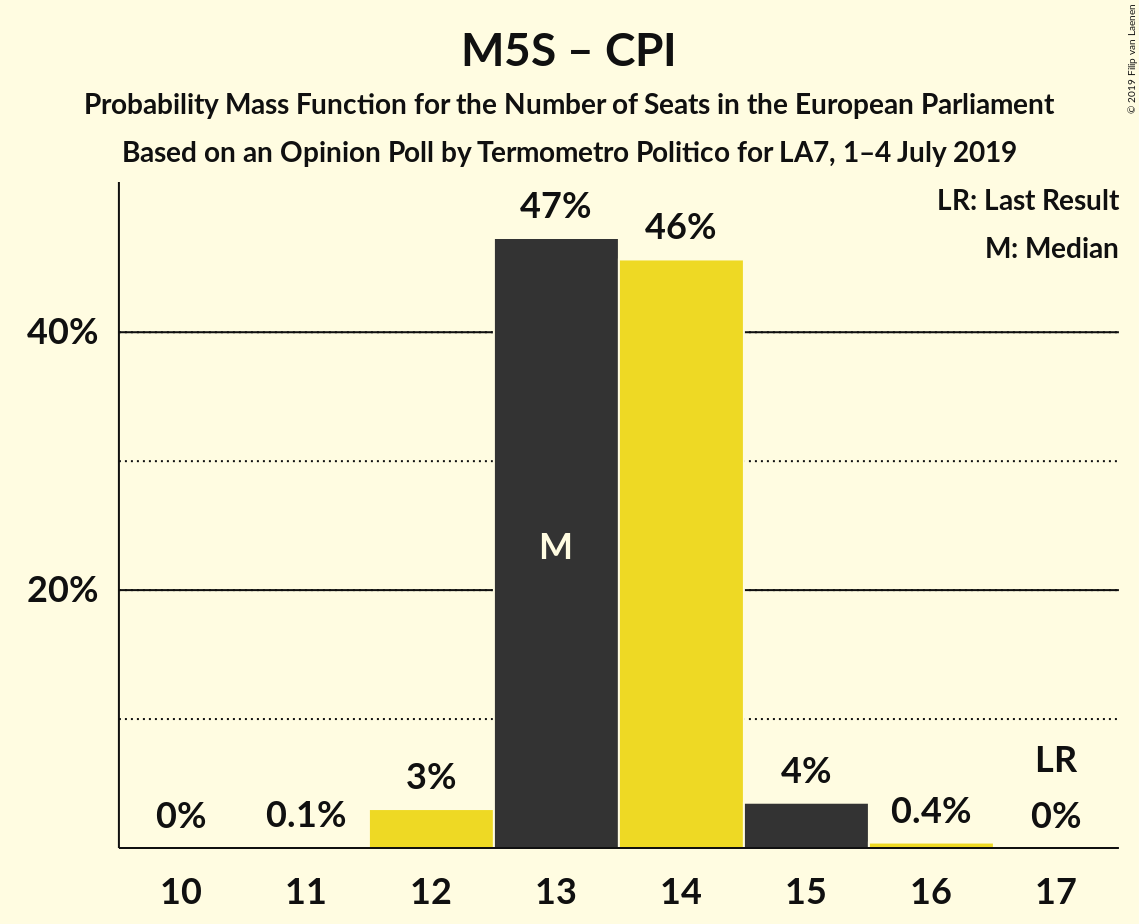 M5S – CPI
Probability Mass Function for the Number of Seats in the European Parliament
Based on an Opinion Poll by Termometro Politico for LA7, 1–4 July 2019
© 2019 Filip van Laenen
LR: Last Result
M: Median
47%
46%
40%
M
20%
3%
4%
LR
0%
0.1%
0.4%
0%
10 11 12 13 14 15 16 17